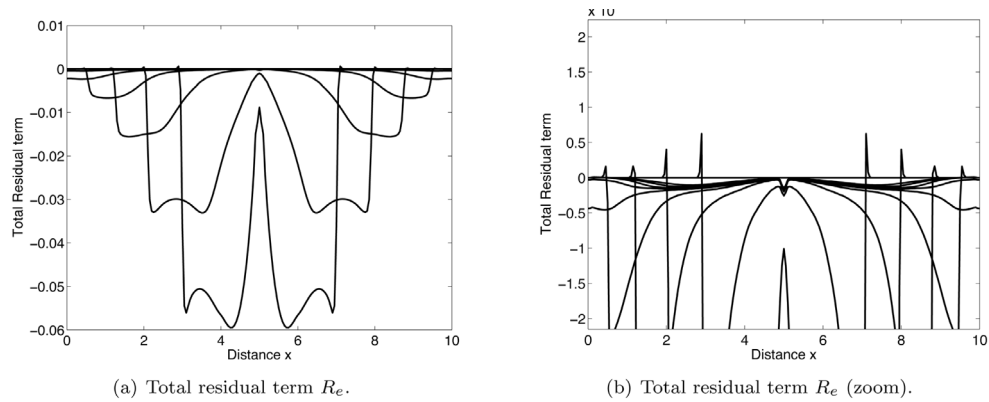 0.01
0
−0.01
−0.02
−0.03
−0.04
−0.05
−0.06
0 2 4 6 8 10
Distance x
Total Residual term
(a) Total residual term Re.
x 10
2
1.5
1
0.5
0
−0.5
−1
−1.5
−2
0 2 4 6 8 10
Distance x
Total Residual term
(b) Total residual term Re (zoom).